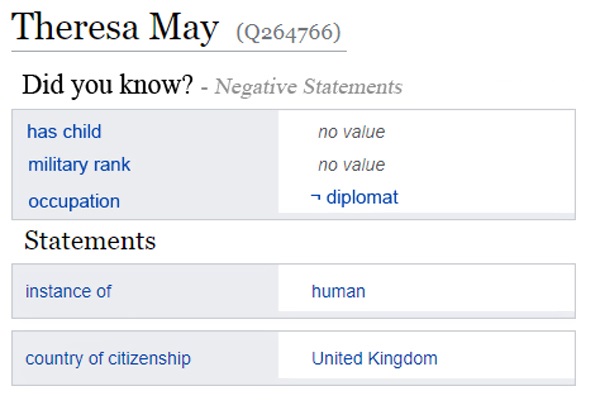 Theresa May (Q264766)
Did you know? - Negative Statements
has child no value
military rank no value
occupation ¬ diplomat
Statements
instance of human
country of citizenship United Kingdom